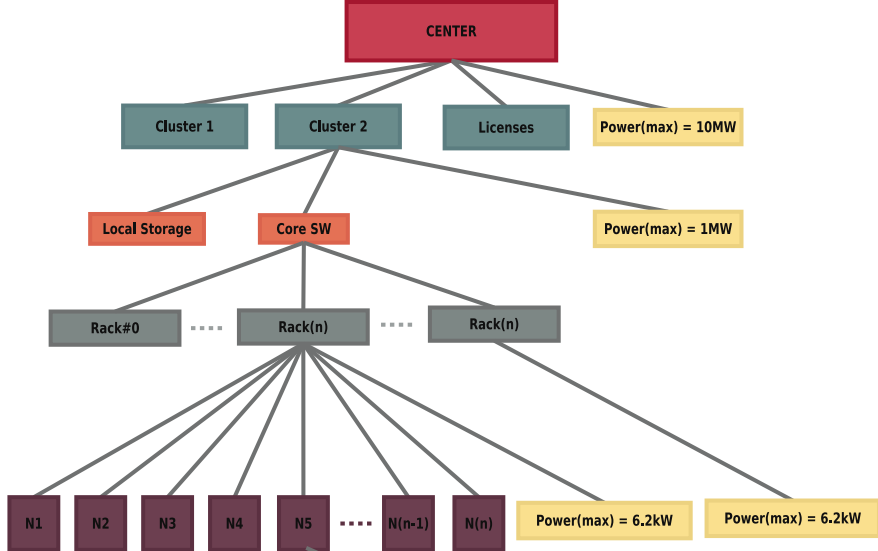 CENTER
Cluster 1
Cluster 2
Licenses
Power(max) = 10MW
Local Storage
Core SW
Power(max) = 1MW
Rack#0
Rack(n)
Rack(n)
N1
N2
N3
N4
N5
N(n-1)
N(n)
Power(max) = 6.2kW
Power(max) = 6.2kW